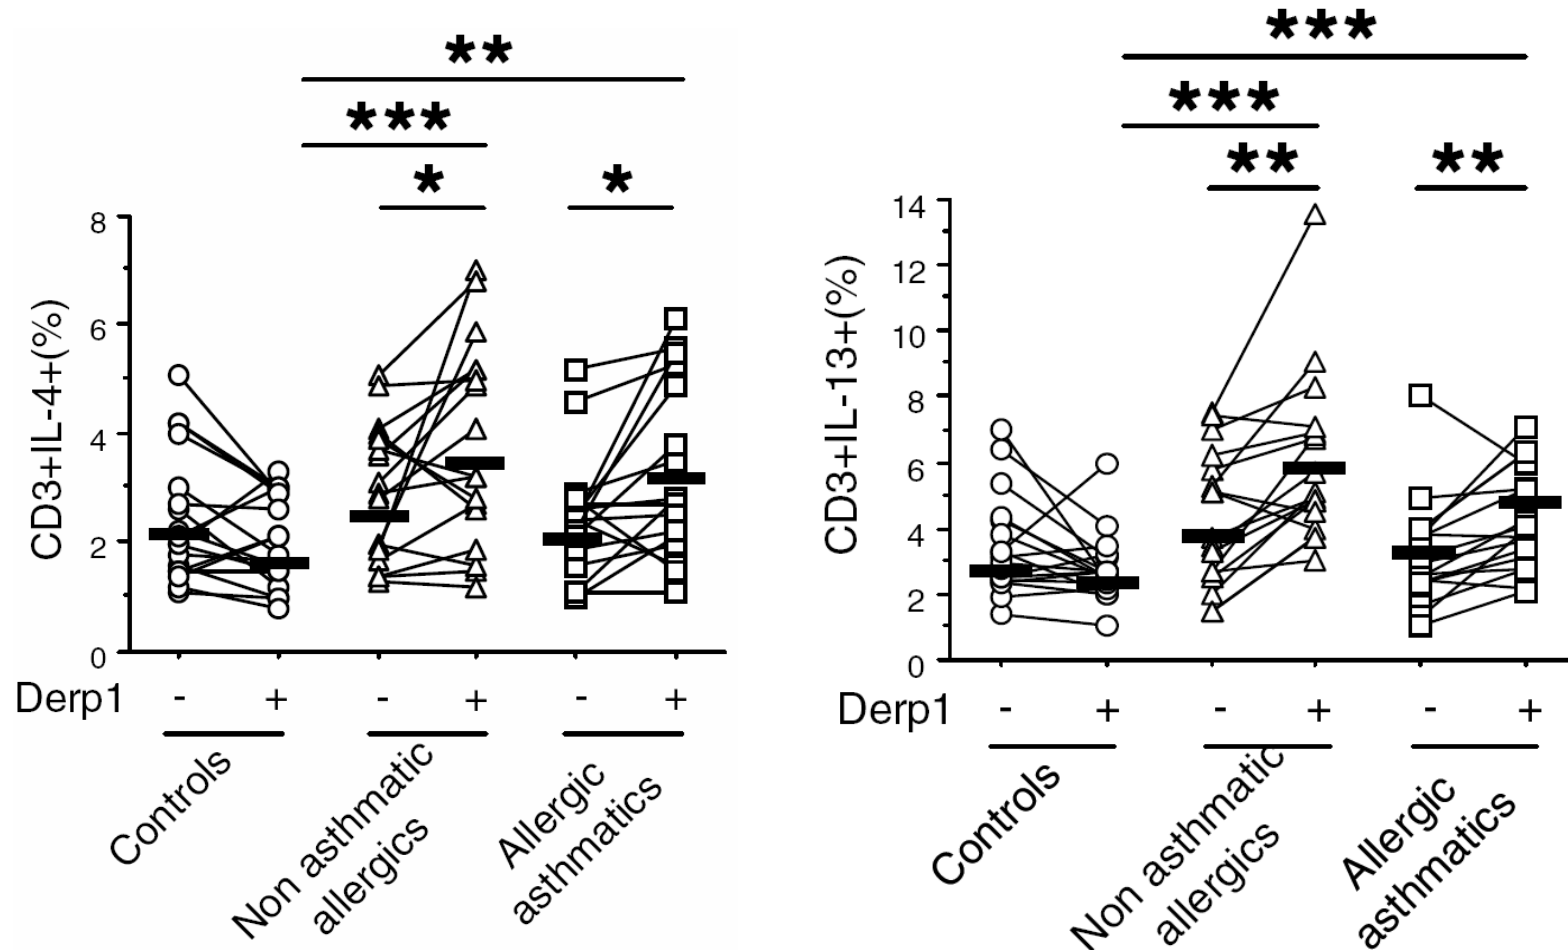 **
***
*
*
8
6
4
2
0
CD3+IL-4+(%)
Derp1 - + - + - +
Controls
Non asthmatic
allergics
Allergic
asthmatics
***
***
**
**
14
12
10
8
6
4
2
0
CD3+IL-13+(%)
Derp1 - + - + - +
Controls
Non asthmatic
allergics
Allergic
asthmatics